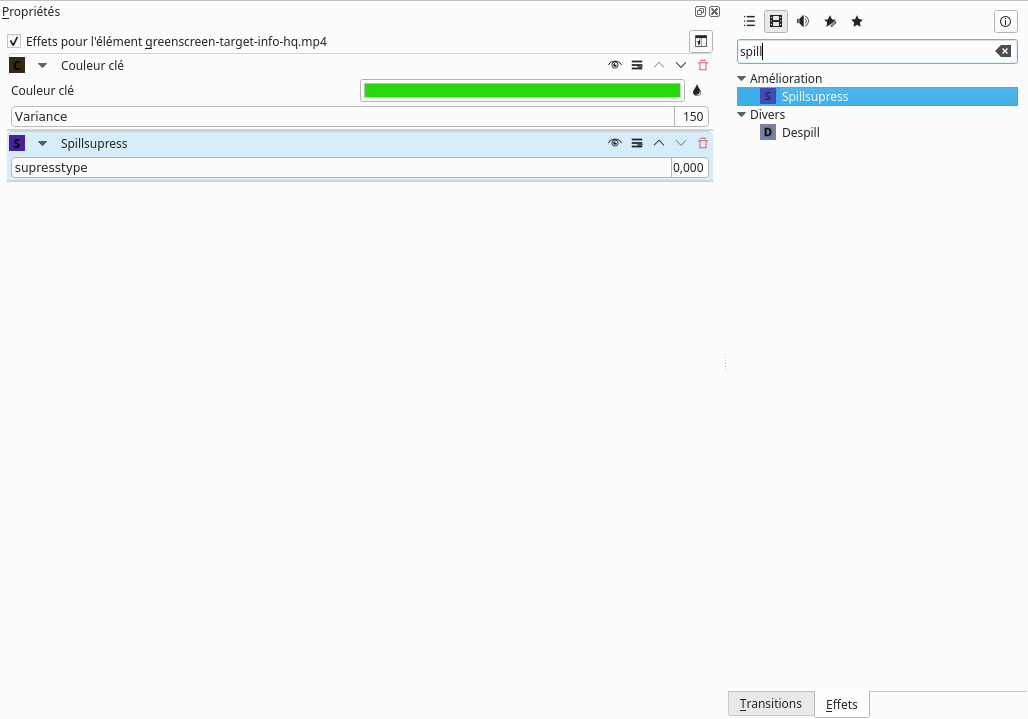 Propriétés
Effets pour l'élément greenscreen-target-info-hq.mp4
C Couleur clé
Couleur clé
Variance 150
S Spillsupress
supresstype 0,000
spill
Amélioration
S Spillsupress
Divers
D Despill
Transitions Effets